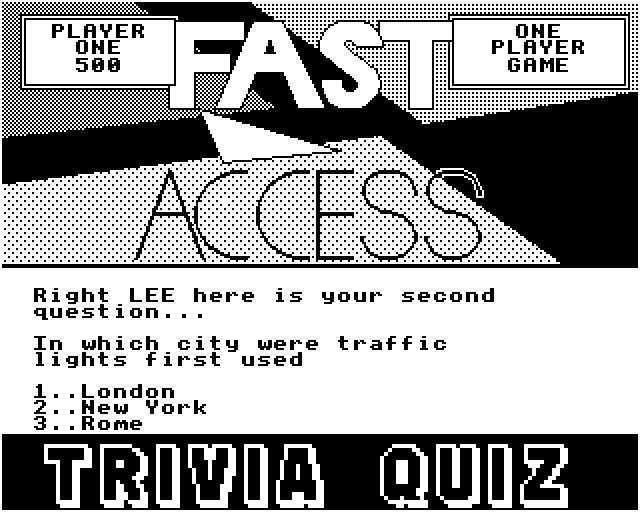 PLAYER
ONE
500
FAST
ONE
PLAYER
GAME
ACCESS
Right LEE here is your second
question...
In which city were traffic
lights first used
1..London
2..New York
3..Rome
TRIVIA QUIZ